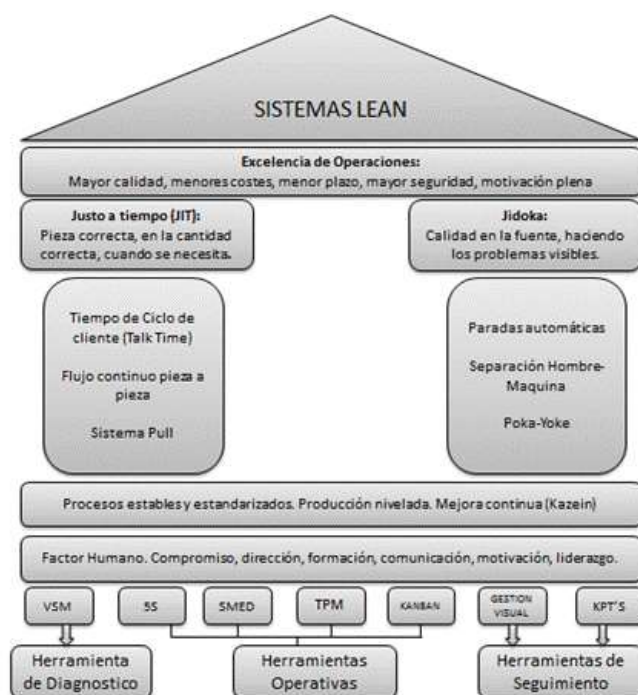 SISTEMAS LEAN
Excelencia de Operaciones:
Mayor calidad, menores costes, menor plazo, mayor seguridad, motivación plena
Justo a tiempo (JIT):
Pieza correcta, en la cantidad
correcta, cuando se necesita.
Jidoka:
Calidad en la fuente, haciendo
los problemas visibles.
Tiempo de Ciclo de
cliente (Talk Time)
Flujo continuo pieza a
pieza
Sistema Pull
Paradas automáticas
Separación Hombre-
Maquina
Poka-Yoke
Procesos estables y estandarizados. Producción nivelada. Mejora continua (Kazein)
Factor Humano. Compromiso, dirección, formación, comunicación, motivación, liderazgo.
VSM
5S
SMED
TPM
KANBAN
GESTION
VISUAL
KPT'S
Herramienta
de Diagnostico
Herramientas
Operativas
Herramientas de
Seguimiento